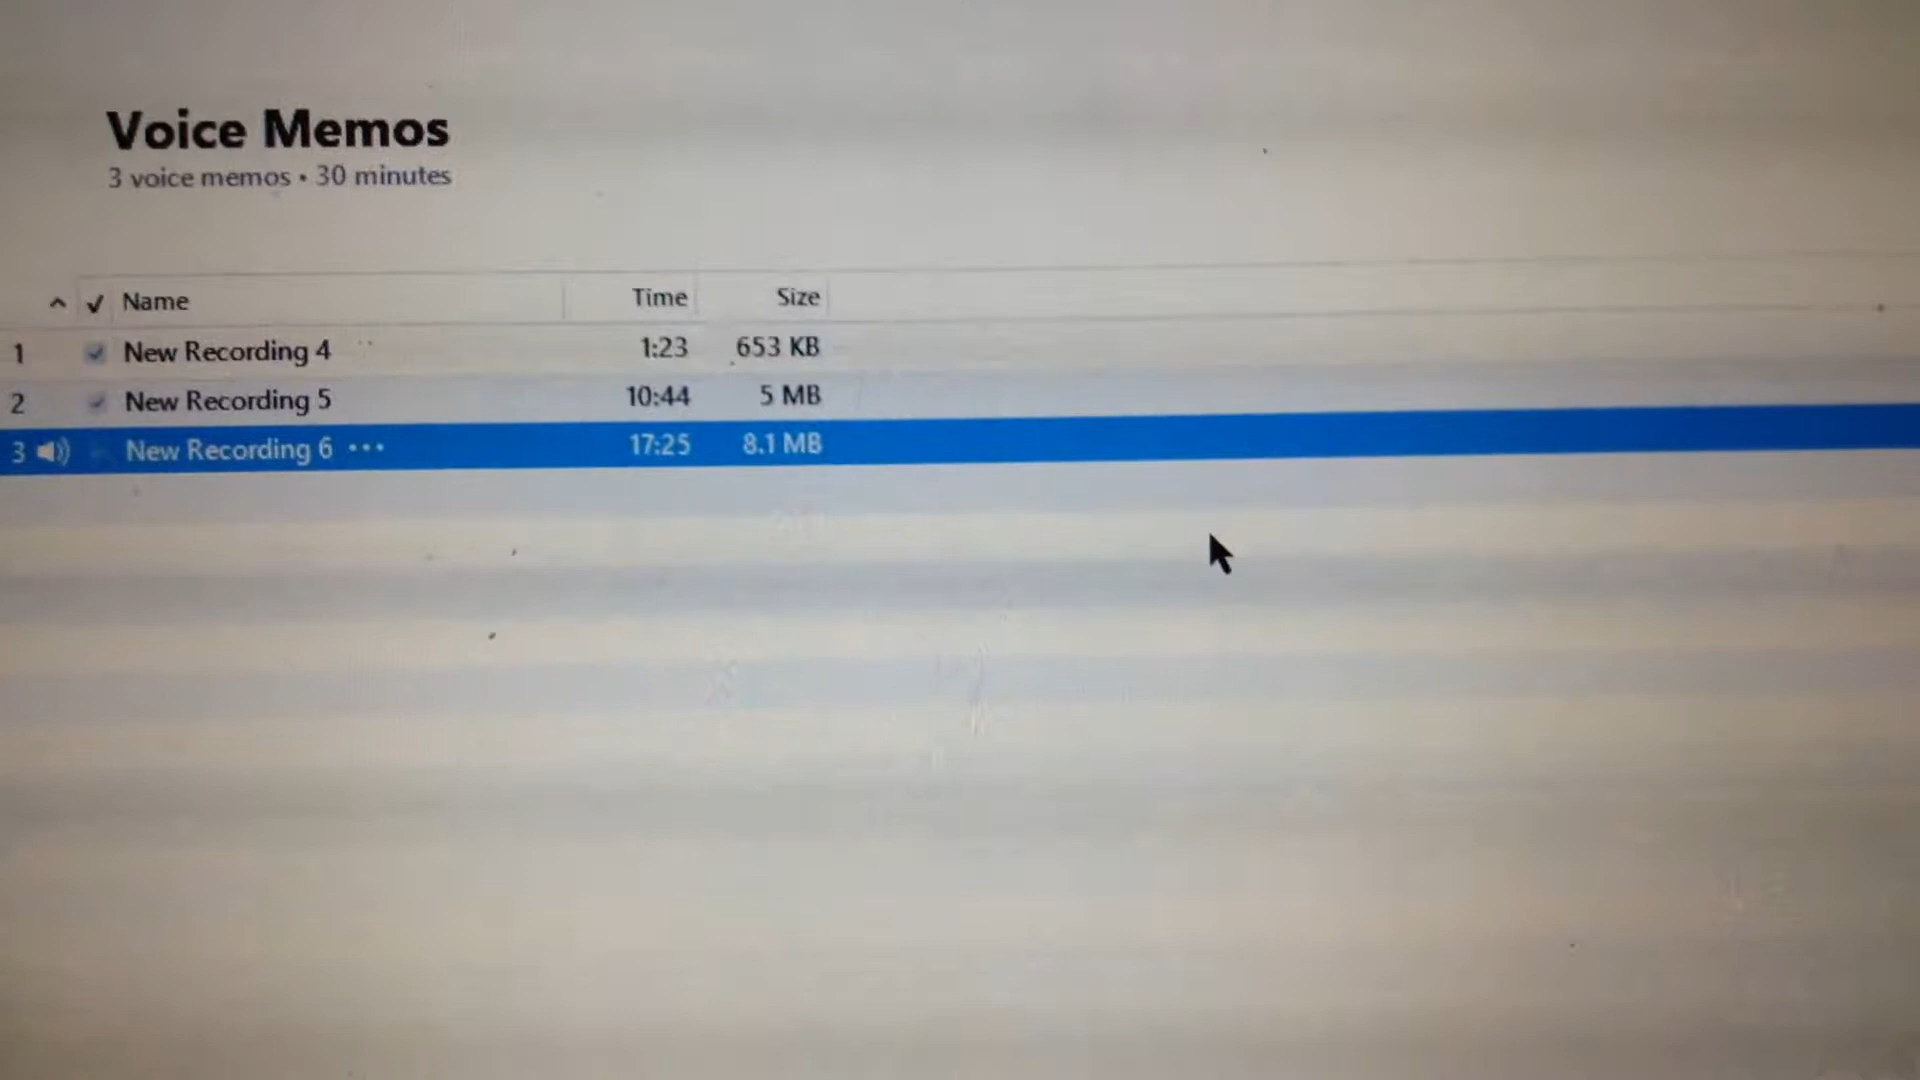 Voice Memos
3 voice memos • 30 minutes
Name Time Size
1 New Recording 4 1:23 653 KB
2 New Recording 5 10:44 5 MB
3 New Recording 6 ••• 17:25 8.1 MB